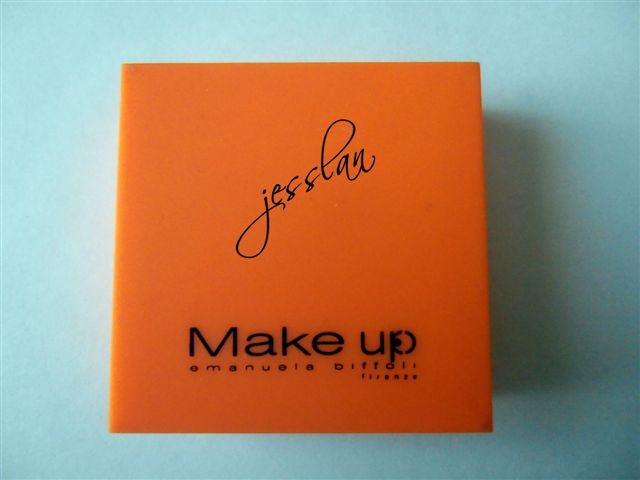 jesslan
Make up
emanuela biffoli
firenze